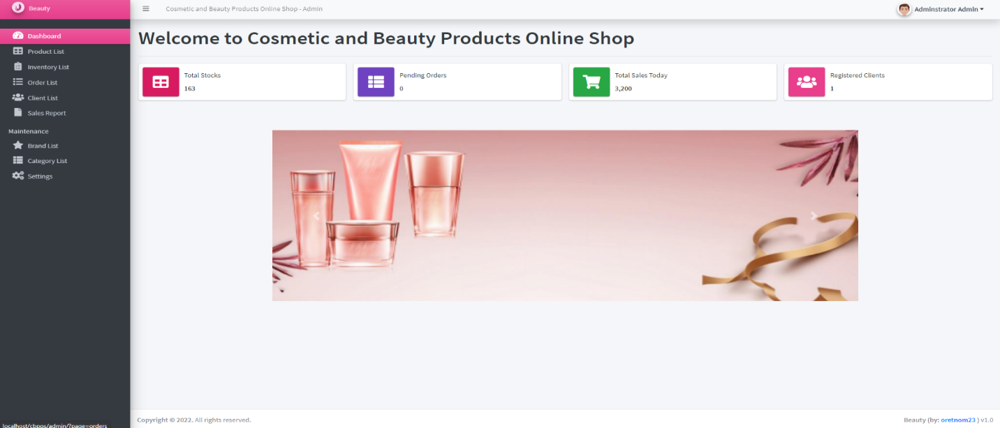 Beauty
Cosmetic and Beauty Products Online Shop - Admin
Adminstrator Admin
Dashboard
Product List
Inventory List
Order List
Client List
Sales Report
Maintenance
Brand List
Category List
Settings
Welcome to Cosmetic and Beauty Products Online Shop
Total Stocks
163
Pending Orders
0
Total Sales Today
3,200
Registered Clients
1
Copyright © 2022. All rights reserved.
Beauty (by: oretnom23 ) v1.0
localhost/cbpos/admin/?page=orders